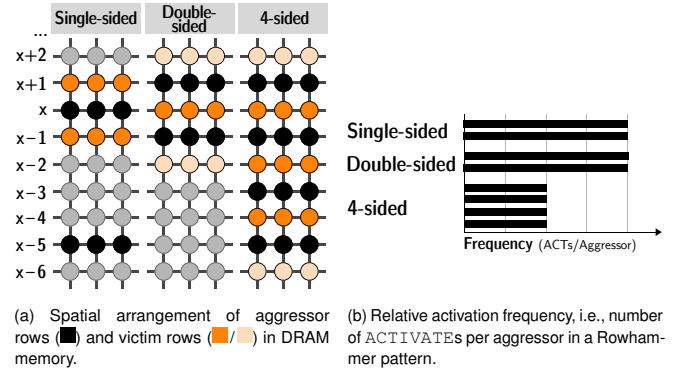 Single-sided
Double-
sided
4-sided
...
x+2
x+1
x
x−1
x−2
x−3
x−4
x−5
x−6
Single-sided
Double-sided
4-sided
Frequency (ACTs/Aggressor)
(a) Spatial arrangement of aggressor
rows (■) and victim rows (■/■) in DRAM
memory.
(b) Relative activation frequency, i.e., number
of ACTIVATEs per aggressor in a Rowham-
mer pattern.